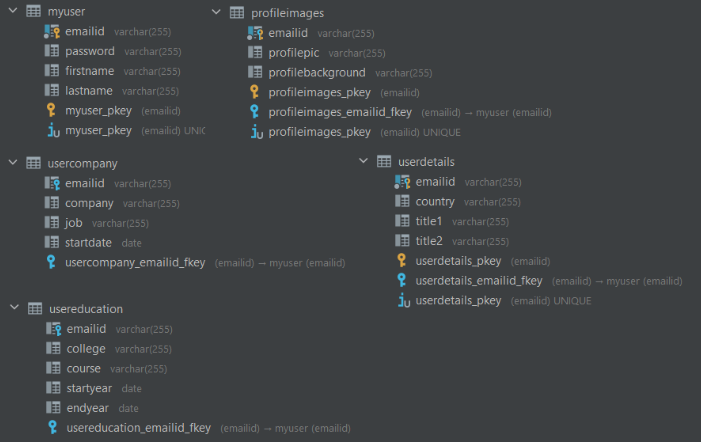 myuser
emailid varchar(255)
password varchar(255)
firstname varchar(255)
lastname varchar(255)
myuser_pkey (emailid)
myuser_pkey (emailid) UNIC
profileimages
emailid varchar(255)
profilepic varchar(255)
profilebackground varchar(255)
profileimages_pkey (emailid)
profileimages_emailid_fkey (emailid) → myuser (emailid)
profileimages_pkey (emailid) UNIQUE
usercompany
emailid varchar(255)
company varchar(255)
job varchar(255)
startdate date
usercompany_emailid_fkey (emailid) → myuser (emailid)
userdetails
emailid varchar(255)
country varchar(255)
title1 varchar(255)
title2 varchar(255)
userdetails_pkey (emailid)
userdetails_emailid_fkey (emailid) → myuser (emailid)
userdetails_pkey (emailid) UNIQUE
usereducation
emailid varchar(255)
college varchar(255)
course varchar(255)
startyear date
endyear date
usereducation_emailid_fkey (emailid) → myuser (emailid)